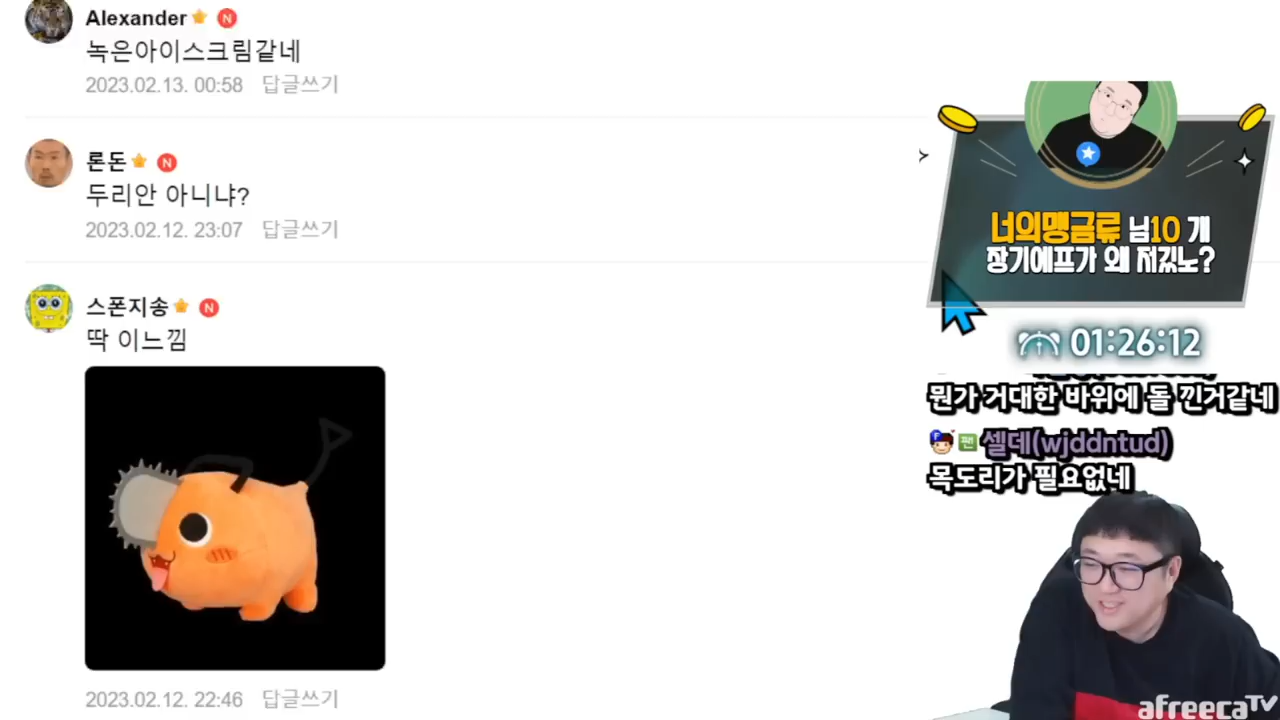 Alexander
N
녹은아이스크림같네
2023.02.13. 00:58 답글쓰기
론돈
N
두리안 아니냐?
2023.02.12. 23:07 답글쓰기
스폰지송
N
딱 이느낌
2023.02.12. 22:46 답글쓰기
너의맹금류 님10 개
장기에프가 왜 저깄노?
01:26:12
뭔가 거대한 바위에 돌 낀거같네
F 팬 셀데(wjddntud)
목도리가 필요없네
afreecaTV